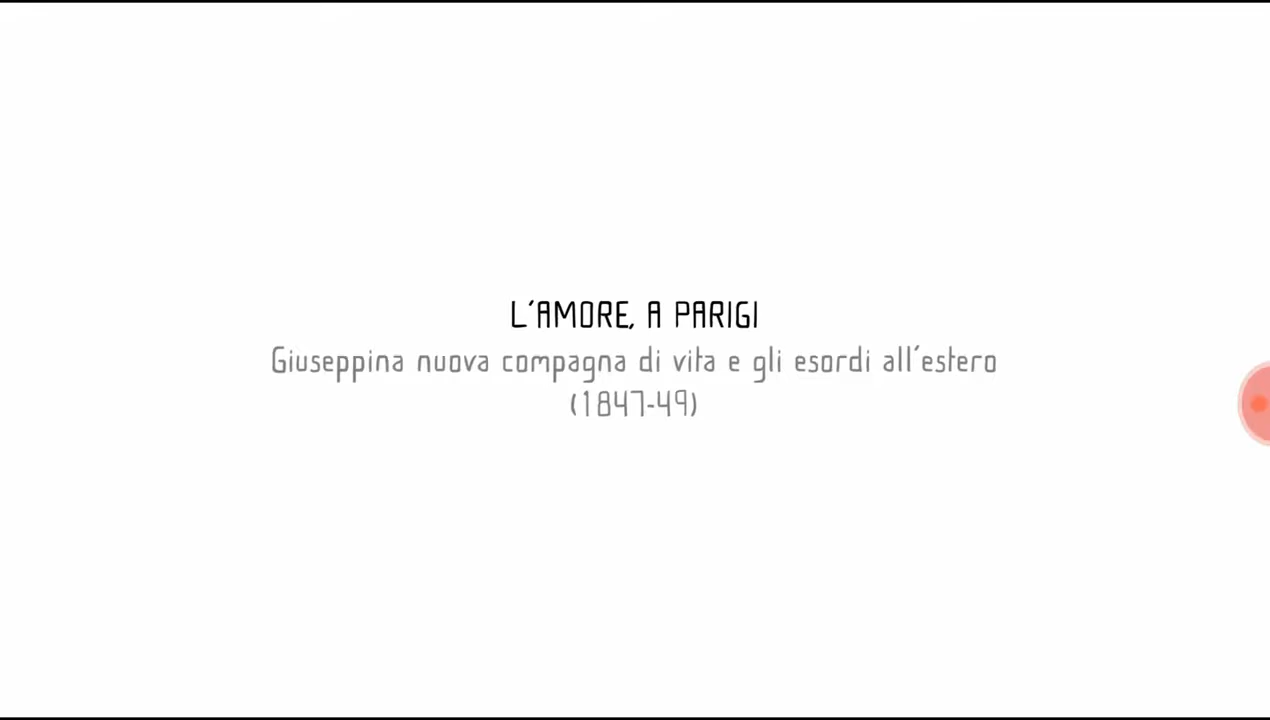 L'AMORE, A PARIGI
Giuseppina nuova compagna di vita e gli esordi all'estero
(1847-49)